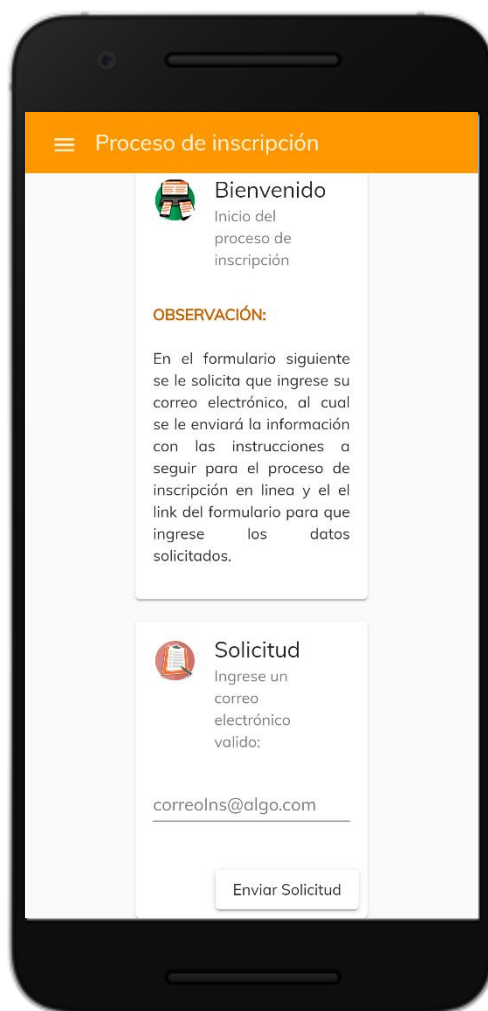 Proceso de inscripción
Bienvenido
Inicio del
proceso de
inscripción
OBSERVACIÓN:
En el formulario siguiente
se le solicita que ingrese su
correo electrónico, al cual
se le enviará la información
con las instrucciones a
seguir para el proceso de
inscripción en linea y el el
link del formulario para que
ingrese los datos
solicitados.
Solicitud
Ingrese un
correo
electrónico
valido:
correoIns@algo.com
Enviar Solicitud